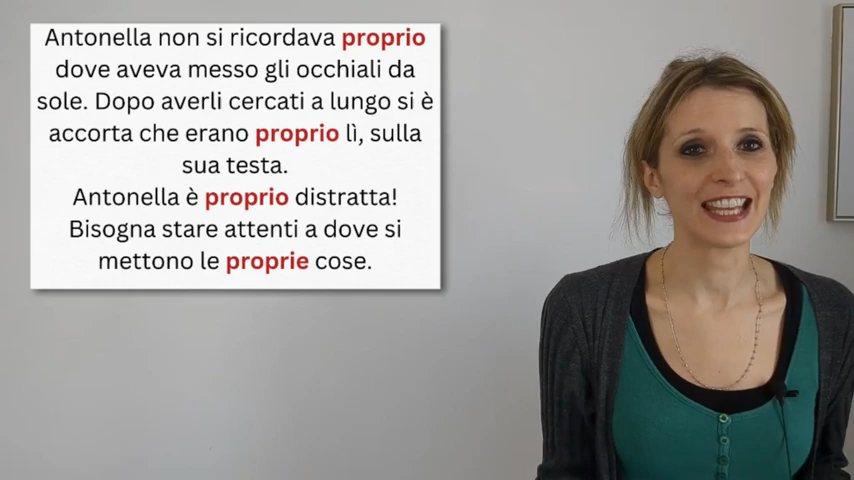 Antonella non si ricordava proprio
dove aveva messo gli occhiali da
sole. Dopo averli cercati a lungo si è
accorta che erano proprio lì, sulla
sua testa.
Antonella è proprio distratta!
Bisogna stare attenti a dove si
mettono le proprie cose.